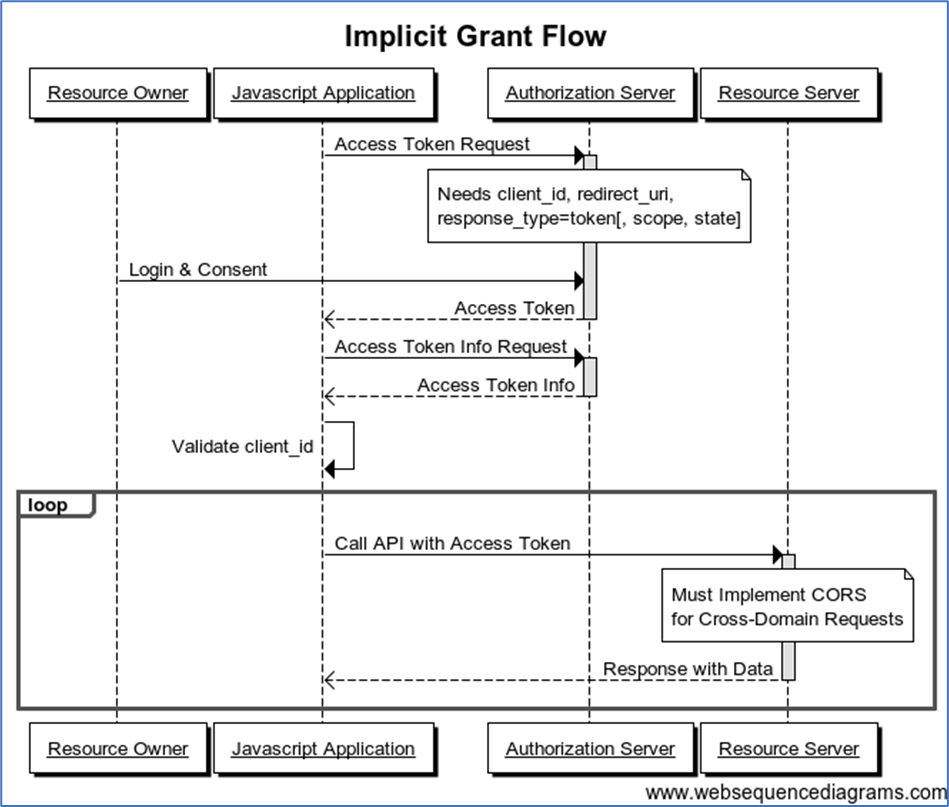 Implicit Grant Flow
Resource Owner
Javascript Application
Authorization Server
Resource Server
Access Token Request
Needs client_id, redirect_uri,
response_type=token[, scope, state]
Login & Consent
Access Token
Access Token Info Request
Access Token Info
Validate client_id
loop
Call API with Access Token
Must Implement CORS
for Cross-Domain Requests
Response with Data
Resource Owner
Javascript Application
Authorization Server
Resource Server
www.websequencediagrams.com